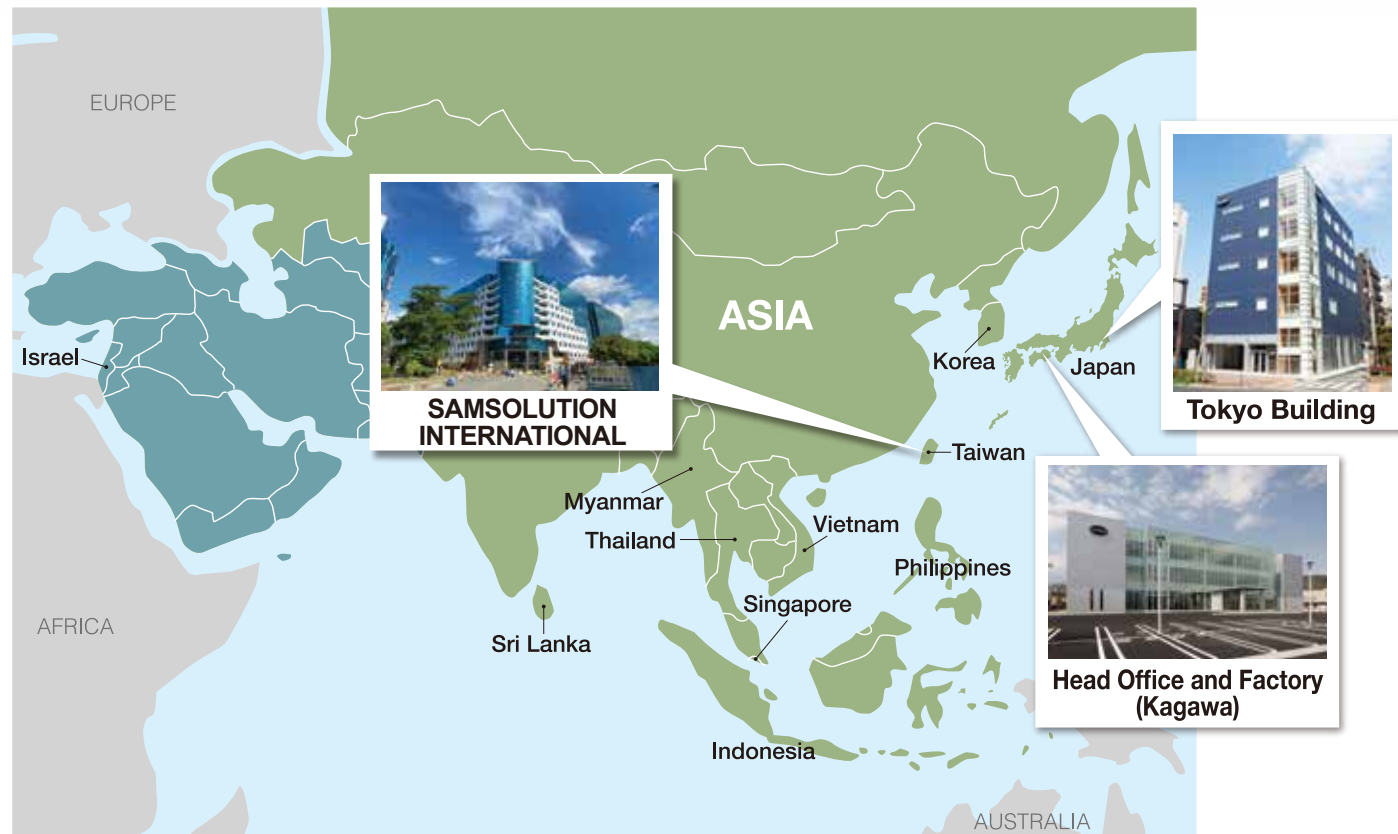 EUROPE
ASIA
Israel
SAMSOLUTION
INTERNATIONAL
Korea
Japan
Tokyo Building
Taiwan
Myanmar
Thailand
Vietnam
Philippines
Singapore
AFRICA
Sri Lanka
Head Office and Factory
(Kagawa)
Indonesia
AUSTRALIA